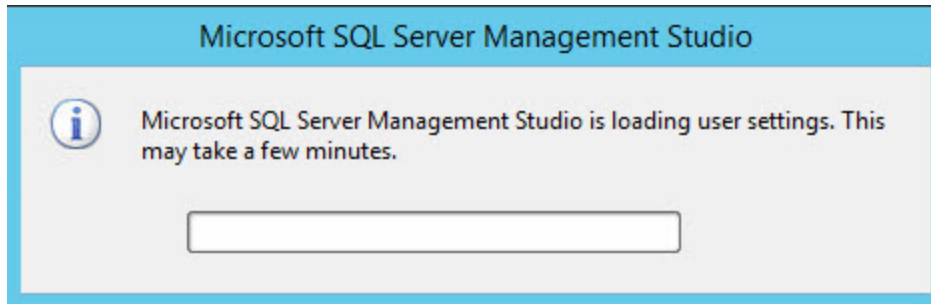 Microsoft SQL Server Management Studio
Microsoft SQL Server Management Studio is loading user settings. This
may take a few minutes.